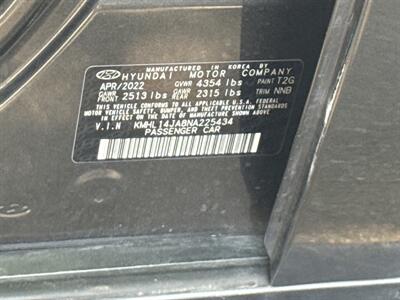 MANUFACTURED IN KOREA BY
HYUNDAI MOTOR COMPANY
APR/2022 GVWR 4354 lbs PAINT T2G
GAWR FRONT 2513 lbs GAWR REAR 2315 lbs TRIM NNB
THIS VEHICLE CONFORMS TO ALL APPLICABLE U.S.A. FEDERAL
MOTOR VEHICLE SAFETY, BUMPER, AND THEFT PREVENTION STANDARDS
IN EFFECT ON THE DATE OF MANUFACTURE SHOWN ABOVE.
V.I.N KMHL14JA8NA225434
PASSENGER CAR